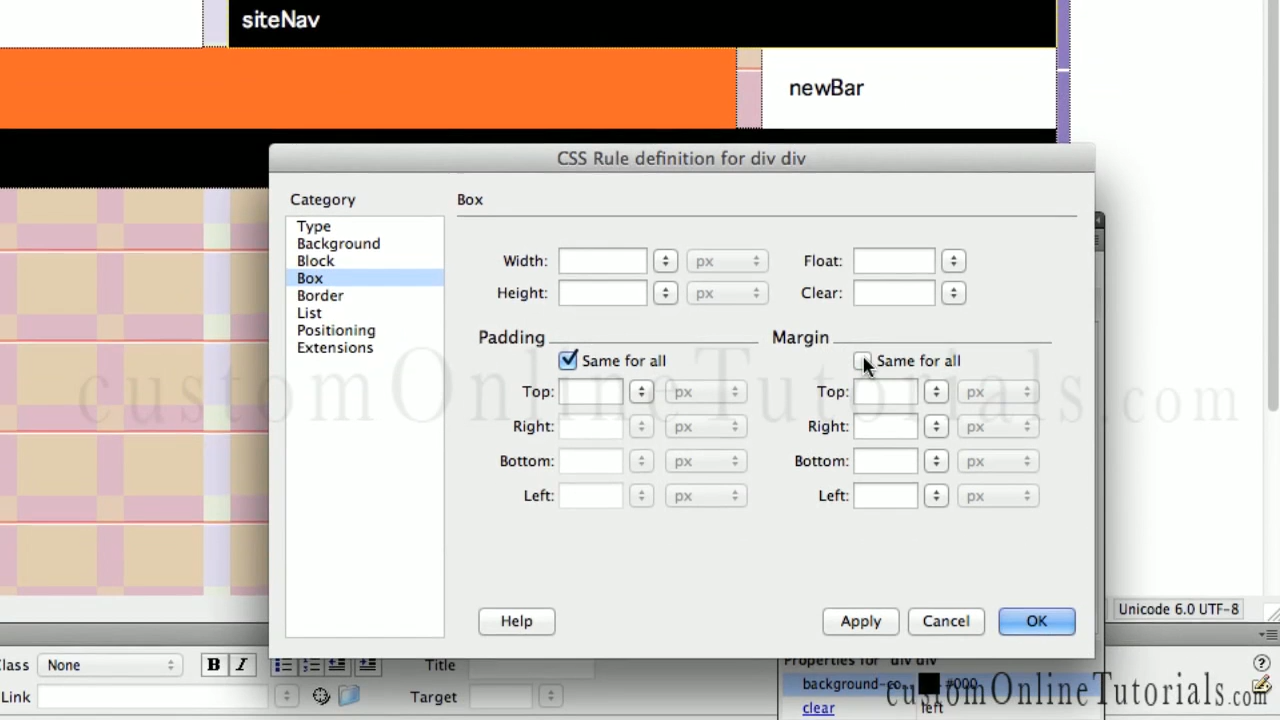 siteNav
newBar
CSS Rule definition for div div
Category
Box
Type
Background
Block
Box
Border
List
Positioning
Extensions
Width: px Float:
Height: px Clear:
Padding Margin
Same for all Same for all
Top: px Top: px
Right: px Right: px
Bottom: px Bottom: px
Left: px Left: px
customOnlineTutorials.com
Help Apply Cancel OK
Unicode 6.0 UTF-8
Class None B I Title
Properties for "div div"
background-co... #000
Link Target
customOnlineTutorials.com
clear left